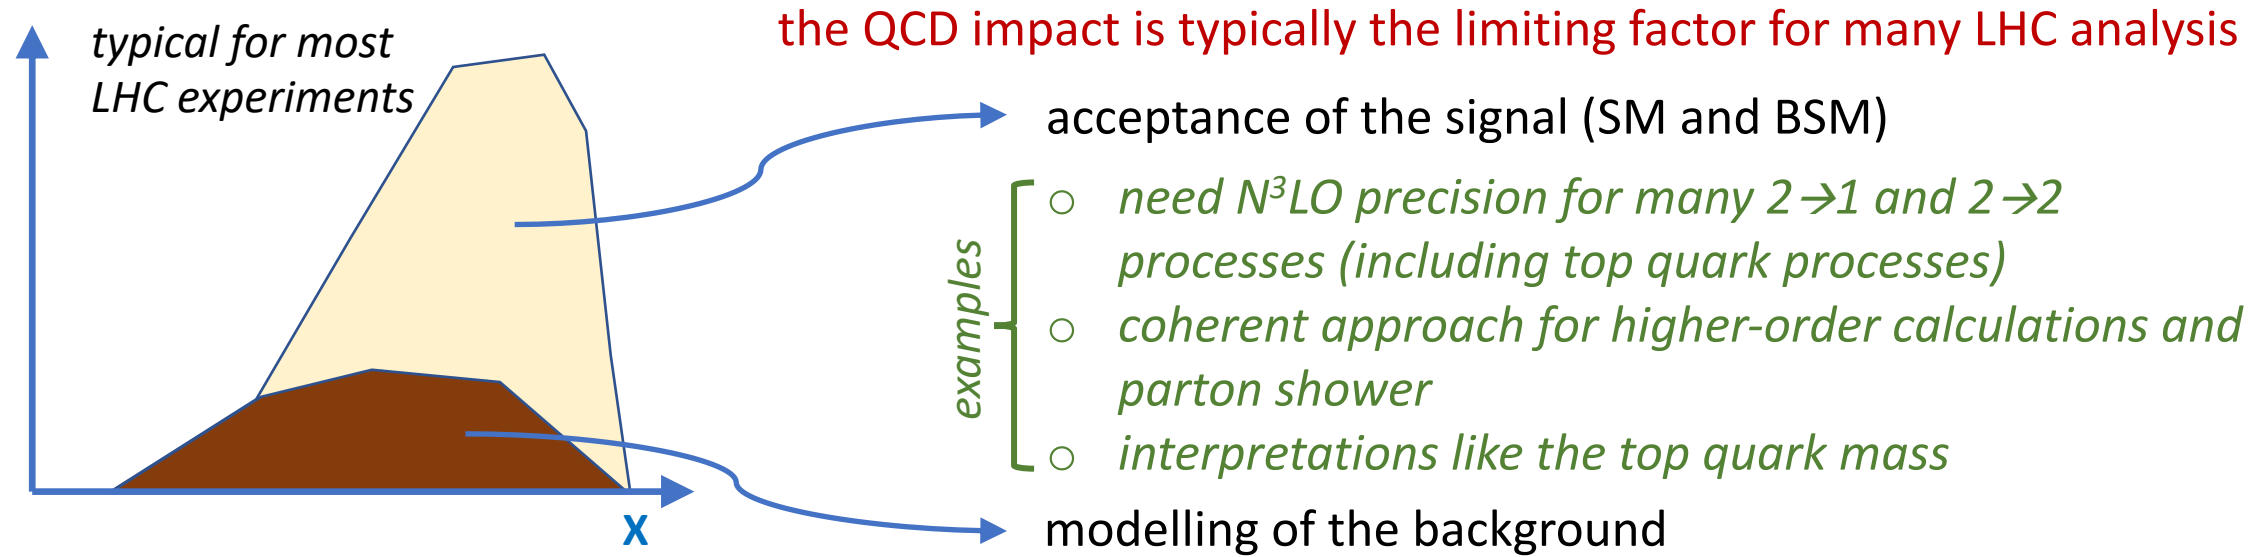 typical for most
LHC experiments
X
the QCD impact is typically the limiting factor for many LHC analysis
acceptance of the signal (SM and BSM)
examples
○ need N³LO precision for many 2→1 and 2→2
processes (including top quark processes)
○ coherent approach for higher-order calculations and
parton shower
○ interpretations like the top quark mass
modelling of the background